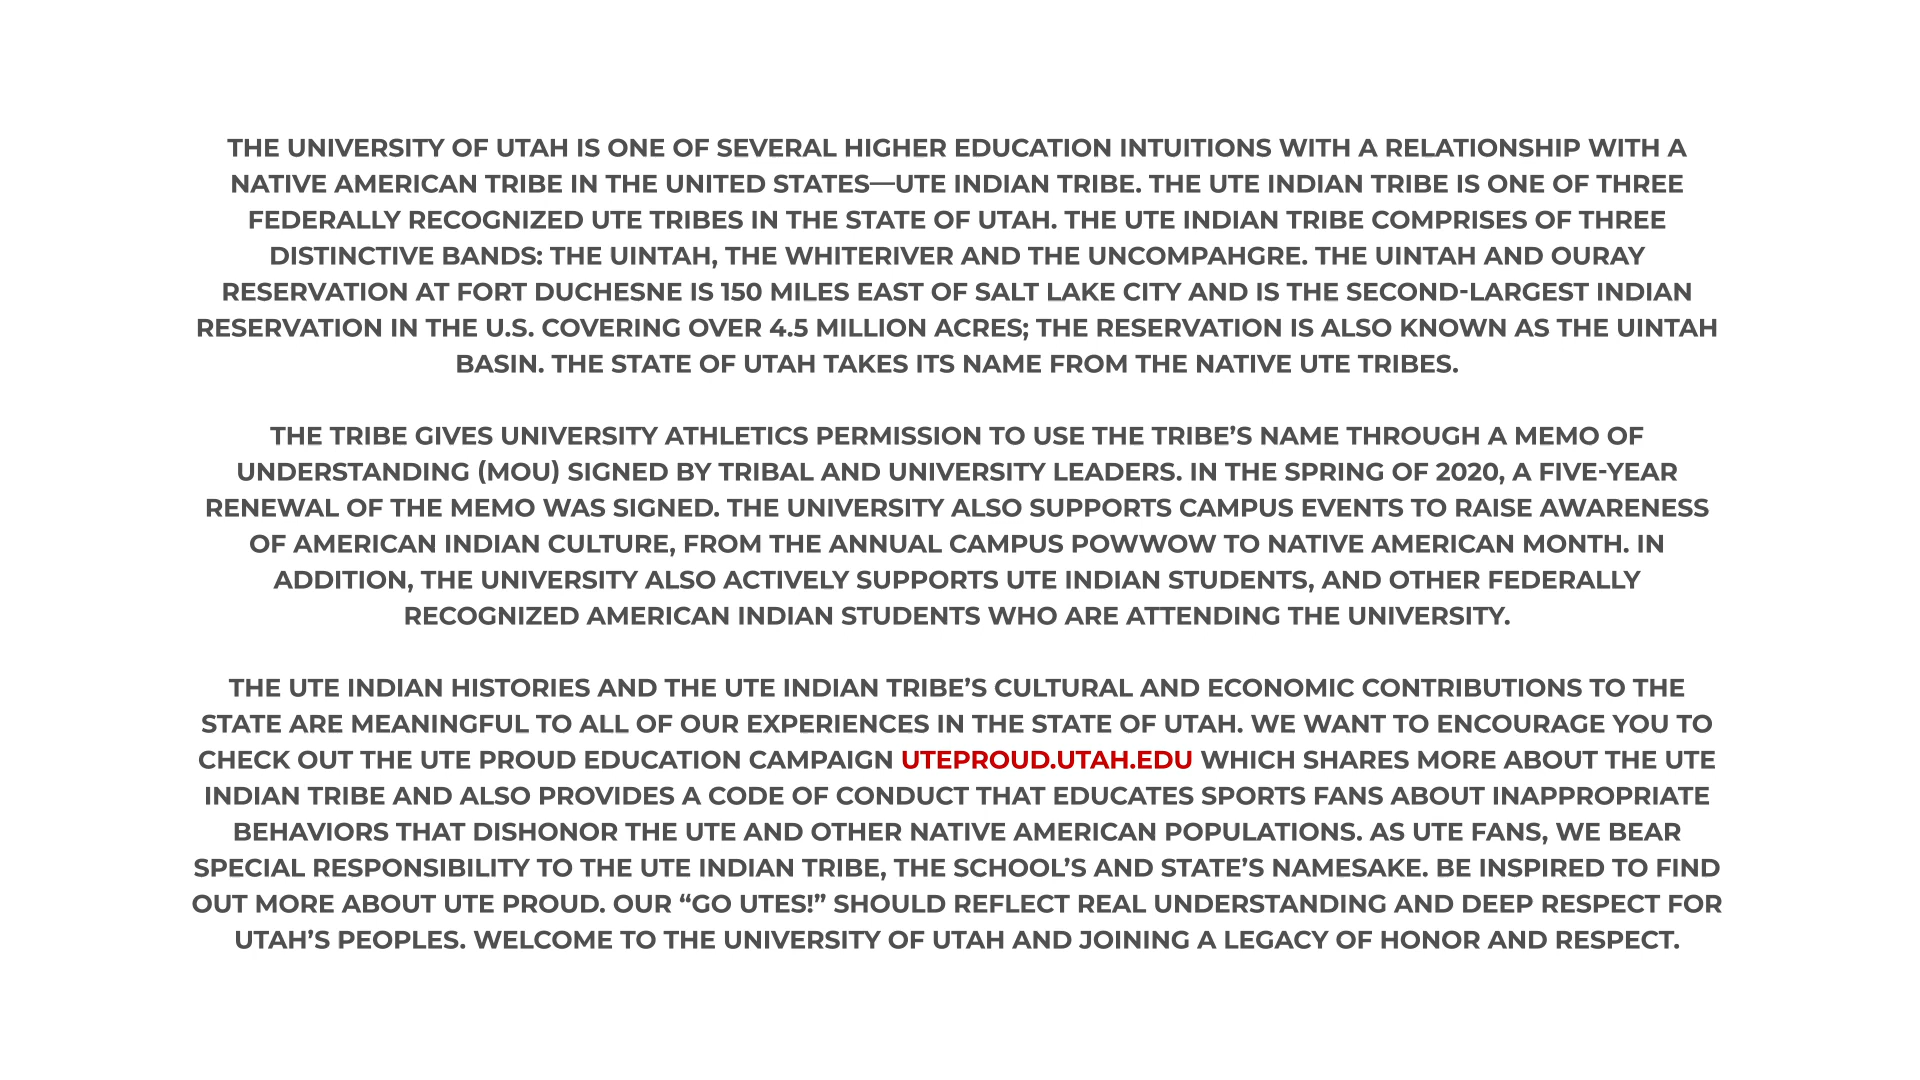 THE UNIVERSITY OF UTAH IS ONE OF SEVERAL HIGHER EDUCATION INTUITIONS WITH A RELATIONSHIP WITH A
NATIVE AMERICAN TRIBE IN THE UNITED STATES—UTE INDIAN TRIBE. THE UTE INDIAN TRIBE IS ONE OF THREE
FEDERALLY RECOGNIZED UTE TRIBES IN THE STATE OF UTAH. THE UTE INDIAN TRIBE COMPRISES OF THREE
DISTINCTIVE BANDS: THE UINTAH, THE WHITERIVER AND THE UNCOMPAHGRE. THE UINTAH AND OURAY
RESERVATION AT FORT DUCHESNE IS 150 MILES EAST OF SALT LAKE CITY AND IS THE SECOND-LARGEST INDIAN
RESERVATION IN THE U.S. COVERING OVER 4.5 MILLION ACRES; THE RESERVATION IS ALSO KNOWN AS THE UINTAH
BASIN. THE STATE OF UTAH TAKES ITS NAME FROM THE NATIVE UTE TRIBES.
THE TRIBE GIVES UNIVERSITY ATHLETICS PERMISSION TO USE THE TRIBE’S NAME THROUGH A MEMO OF
UNDERSTANDING (MOU) SIGNED BY TRIBAL AND UNIVERSITY LEADERS. IN THE SPRING OF 2020, A FIVE-YEAR
RENEWAL OF THE MEMO WAS SIGNED. THE UNIVERSITY ALSO SUPPORTS CAMPUS EVENTS TO RAISE AWARENESS
OF AMERICAN INDIAN CULTURE, FROM THE ANNUAL CAMPUS POWWOW TO NATIVE AMERICAN MONTH. IN
ADDITION, THE UNIVERSITY ALSO ACTIVELY SUPPORTS UTE INDIAN STUDENTS, AND OTHER FEDERALLY
RECOGNIZED AMERICAN INDIAN STUDENTS WHO ARE ATTENDING THE UNIVERSITY.
THE UTE INDIAN HISTORIES AND THE UTE INDIAN TRIBE’S CULTURAL AND ECONOMIC CONTRIBUTIONS TO THE
STATE ARE MEANINGFUL TO ALL OF OUR EXPERIENCES IN THE STATE OF UTAH. WE WANT TO ENCOURAGE YOU TO
CHECK OUT THE UTE PROUD EDUCATION CAMPAIGN UTEPROUD.UTAH.EDU WHICH SHARES MORE ABOUT THE UTE
INDIAN TRIBE AND ALSO PROVIDES A CODE OF CONDUCT THAT EDUCATES SPORTS FANS ABOUT INAPPROPRIATE
BEHAVIORS THAT DISHONOR THE UTE AND OTHER NATIVE AMERICAN POPULATIONS. AS UTE FANS, WE BEAR
SPECIAL RESPONSIBILITY TO THE UTE INDIAN TRIBE, THE SCHOOL’S AND STATE’S NAMESAKE. BE INSPIRED TO FIND
OUT MORE ABOUT UTE PROUD. OUR “GO UTES!” SHOULD REFLECT REAL UNDERSTANDING AND DEEP RESPECT FOR
UTAH’S PEOPLES. WELCOME TO THE UNIVERSITY OF UTAH AND JOINING A LEGACY OF HONOR AND RESPECT.